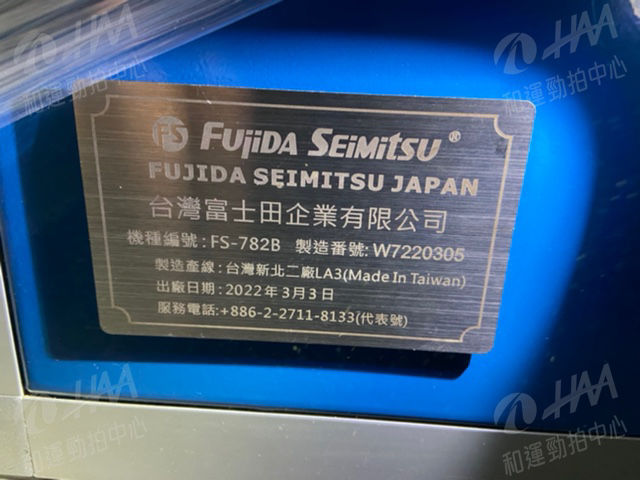 HAA
和運勁拍中心
HAA
和運勁拍中心
FS FUJIDA SEIMITSU ®
FUJIDA SEIMITSU JAPAN
台灣富士田企業有限公司
機種編號:FS-782B 製造番號:W7220305
製造產線:台灣新北二廠LA3(Made In Taiwan)
出廠日期:2022年3月3日
服務電話:+886-2-2711-8133(代表號)
HAA
和運勁拍中心
HAA
和運勁拍中心